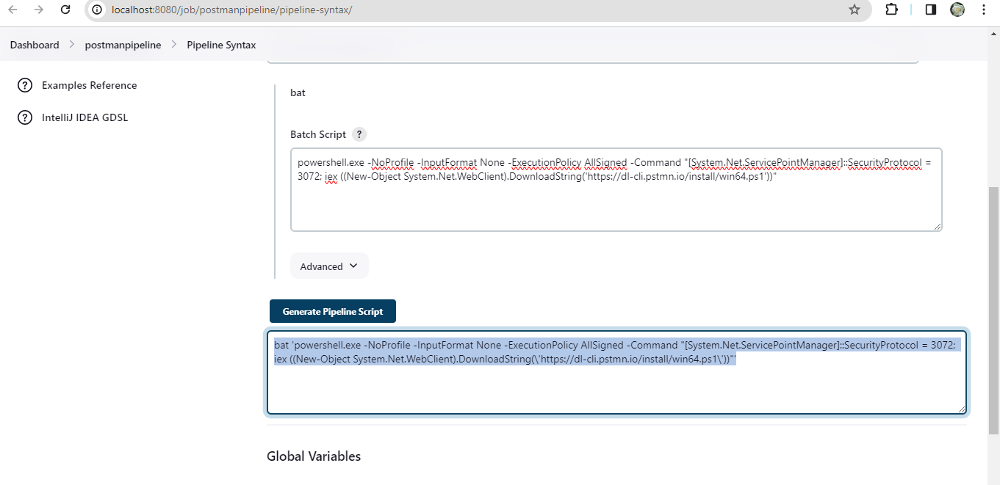 localhost:8080/job/postmanpipeline/pipeline-syntax/
Dashboard > postmanpipeline > Pipeline Syntax
? Examples Reference
? IntelliJ IDEA GDSL
bat
Batch Script ?
powershell.exe -NoProfile -InputFormat None -ExecutionPolicy AllSigned -Command "[System.Net.ServicePointManager]::SecurityProtocol =
3072; iex ((New-Object System.Net.WebClient).DownloadString('https://dl-cli.pstmn.io/install/win64.ps1'))"
Advanced
Generate Pipeline Script
bat 'powershell.exe -NoProfile -InputFormat None -ExecutionPolicy AllSigned -Command "[System.Net.ServicePointManager]::SecurityProtocol = 3072;
iex ((New-Object System.Net.WebClient).DownloadString(\'https://dl-cli.pstmn.io/install/win64.ps1\'))"'
Global Variables